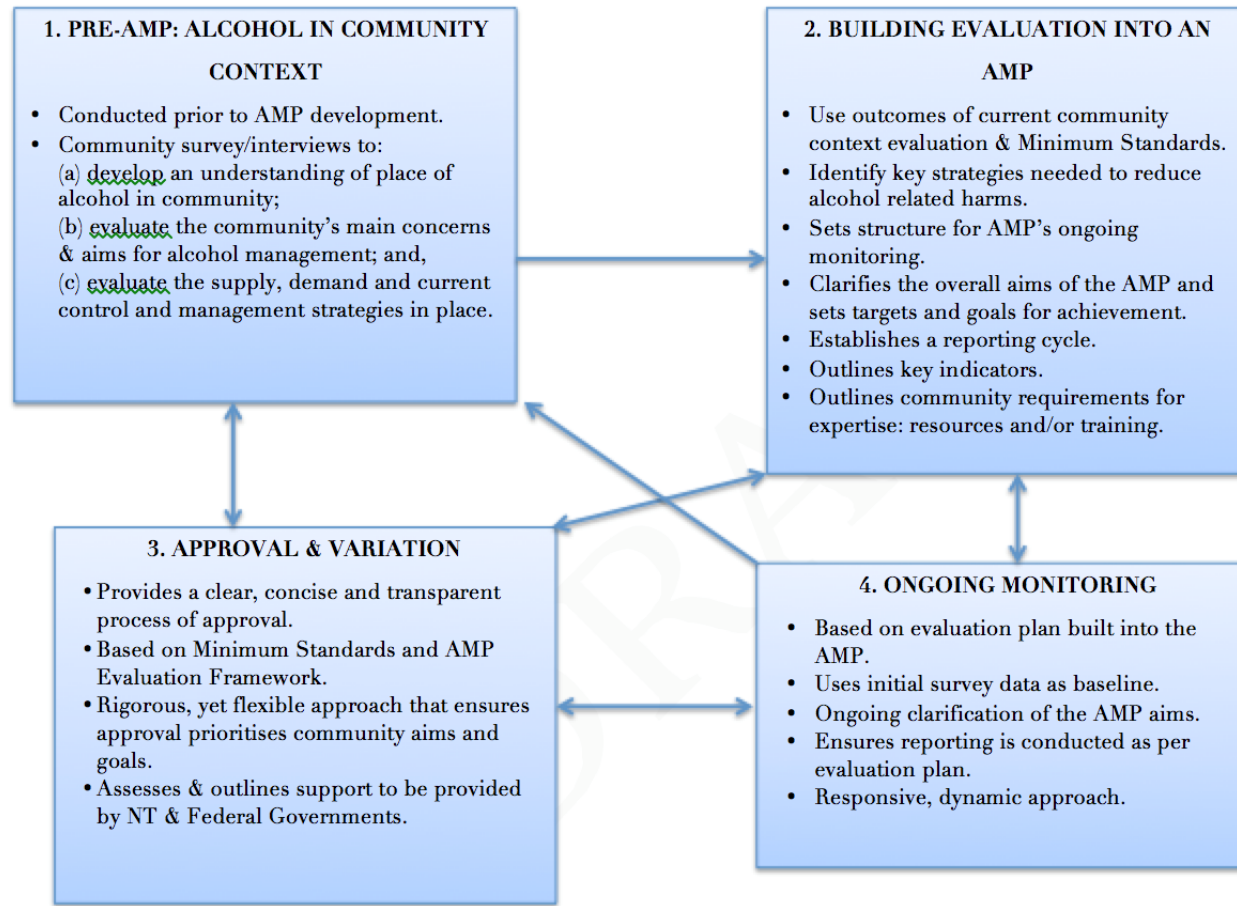 1. PRE-AMP: ALCOHOL IN COMMUNITY
CONTEXT
• Conducted prior to AMP development.
• Community survey/interviews to:
(a) develop an understanding of place of
alcohol in community;
(b) evaluate the community's main concerns
& aims for alcohol management; and,
(c) evaluate the supply, demand and current
control and management strategies in place.
2. BUILDING EVALUATION INTO AN
AMP
• Use outcomes of current community
context evaluation & Minimum Standards.
• Identify key strategies needed to reduce
alcohol related harms.
• Sets structure for AMP's ongoing
monitoring.
• Clarifies the overall aims of the AMP and
sets targets and goals for achievement.
• Establishes a reporting cycle.
• Outlines key indicators.
• Outlines community requirements for
expertise: resources and/or training.
3. APPROVAL & VARIATION
• Provides a clear, concise and transparent
process of approval.
• Based on Minimum Standards and AMP
Evaluation Framework.
• Rigorous, yet flexible approach that ensures
approval prioritises community aims and
goals.
• Assesses & outlines support to be provided
by NT & Federal Governments.
4. ONGOING MONITORING
• Based on evaluation plan built into the
AMP.
• Uses initial survey data as baseline.
• Ongoing clarification of the AMP aims.
• Ensures reporting is conducted as per
evaluation plan.
• Responsive, dynamic approach.